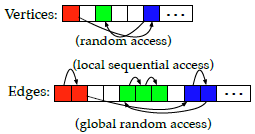 Vertices: ...
(random access)
(local sequential access)
Edges: ...
(global random access)